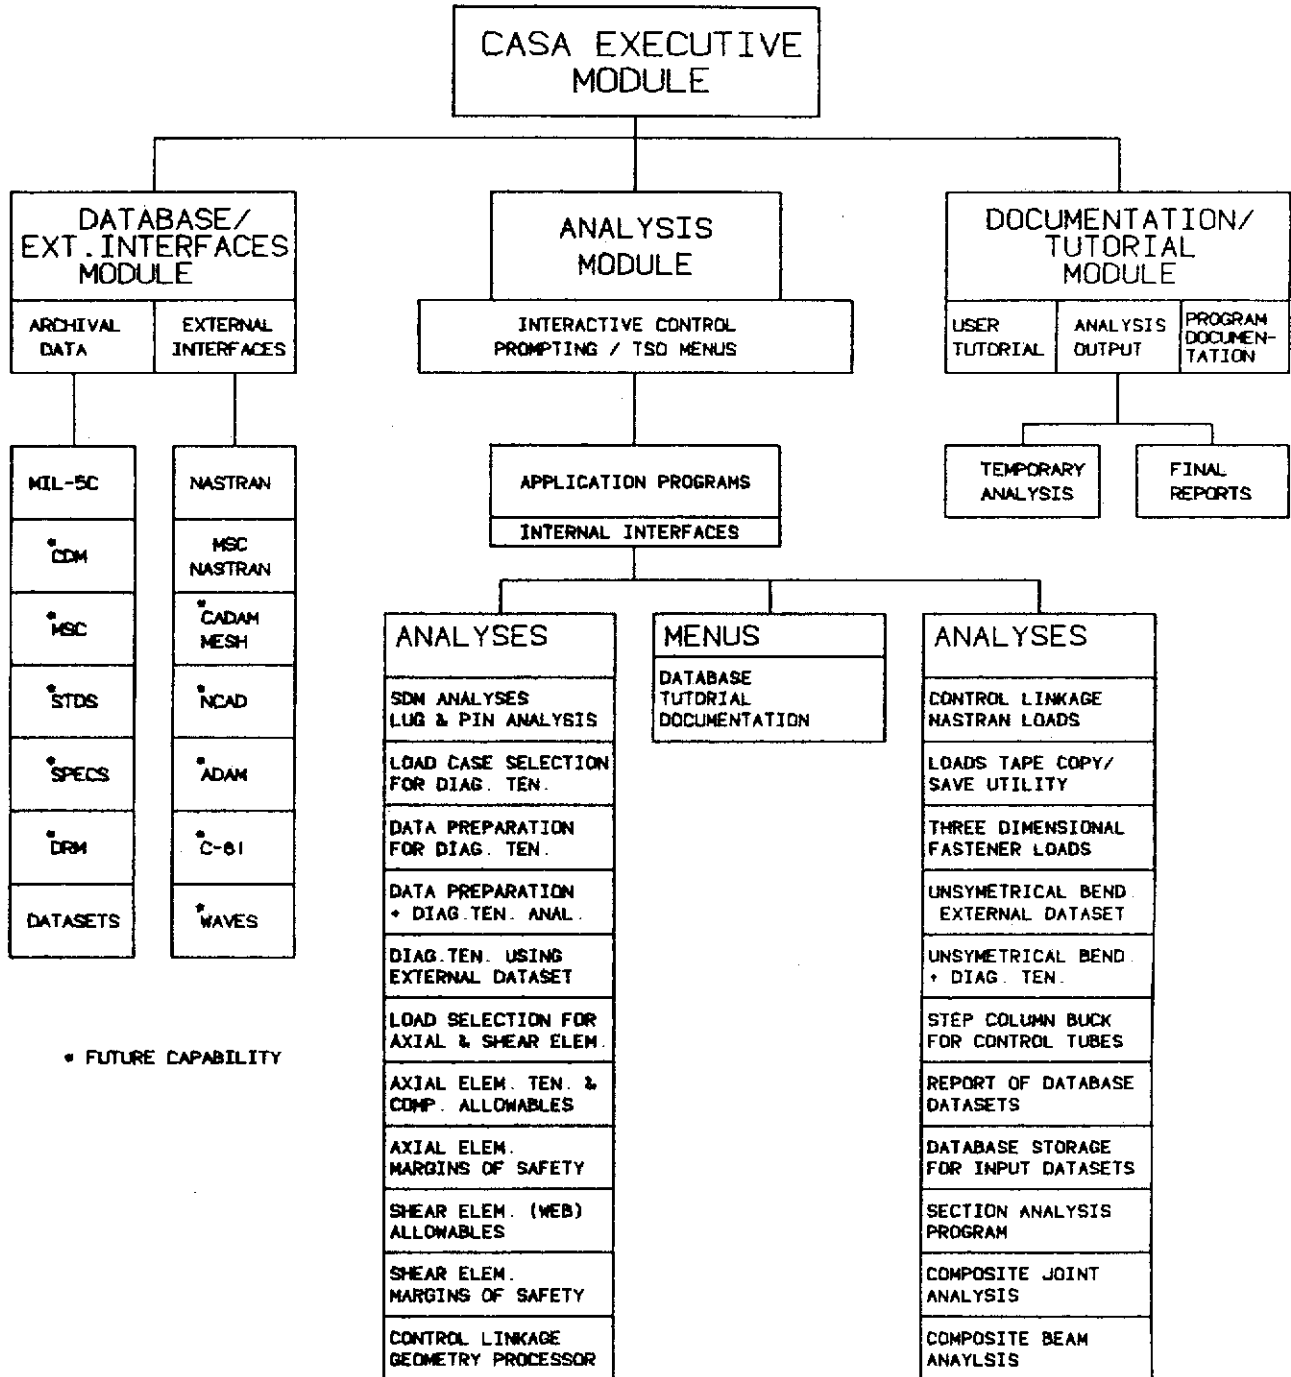 CASA EXECUTIVE
MODULE
DATABASE/
EXT.INTERFACES
MODULE
ARCHIVAL
DATA
EXTERNAL
INTERFACES
ANALYSIS
MODULE
INTERACTIVE CONTROL
PROMPTING / TSO MENUS
DOCUMENTATION/
TUTORIAL
MODULE
USER
TUTORIAL
ANALYSIS
OUTPUT
PROGRAM
DOCUMEN-
TATION
MIL-5C
*CDM
*MSC
*STDS
*SPECS
*DRM
DATASETS
NASTRAN
MSC
NASTRAN
*CADAM
MESH
*NCAD
*ADAM
*C-81
*WAVES
* FUTURE CAPABILITY
APPLICATION PROGRAMS
INTERNAL INTERFACES
TEMPORARY
ANALYSIS
FINAL
REPORTS
ANALYSES
SDM ANALYSES
LUG & PIN ANALYSIS
LOAD CASE SELECTION
FOR DIAG. TEN.
DATA PREPARATION
FOR DIAG. TEN.
DATA PREPARATION
+ DIAG.TEN. ANAL.
DIAG.TEN. USING
EXTERNAL DATASET
LOAD SELECTION FOR
AXIAL & SHEAR ELEM.
AXIAL ELEM. TEN. &
COMP. ALLOWABLES
AXIAL ELEM.
MARGINS OF SAFETY
SHEAR ELEM. (WEB)
ALLOWABLES
SHEAR ELEM.
MARGINS OF SAFETY
CONTROL LINKAGE
GEOMETRY PROCESSOR
MENUS
DATABASE
TUTORIAL
DOCUMENTATION
ANALYSES
CONTROL LINKAGE
NASTRAN LOADS
LOADS TAPE COPY/
SAVE UTILITY
THREE DIMENSIONAL
FASTENER LOADS
UNSYMETRICAL BEND.
EXTERNAL DATASET
UNSYMETRICAL BEND.
+ DIAG. TEN.
STEP COLUMN BUCK
FOR CONTROL TUBES
REPORT OF DATABASE
DATASETS
DATABASE STORAGE
FOR INPUT DATASETS
SECTION ANALYSIS
PROGRAM
COMPOSITE JOINT
ANALYSIS
COMPOSITE BEAM
ANAYLSIS